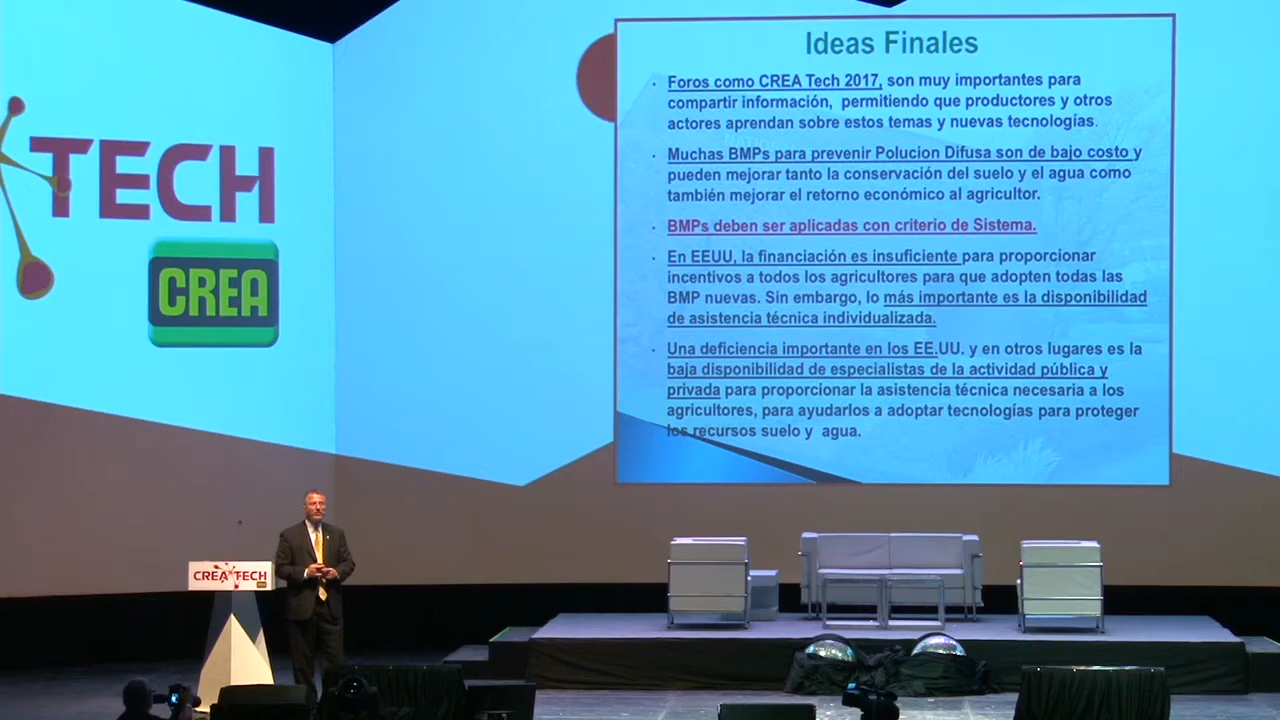 Ideas Finales
· Foros como CREA Tech 2017, son muy importantes para
compartir información, permitiendo que productores y otros
actores aprendan sobre estos temas y nuevas tecnologías.
· Muchas BMPs para prevenir Polucion Difusa son de bajo costo y
pueden mejorar tanto la conservación del suelo y el agua como
también mejorar el retorno económico al agricultor.
· BMPs deben ser aplicadas con criterio de Sistema.
· En EEUU, la financiación es insuficiente para proporcionar
incentivos a todos los agricultores para que adopten todas las
BMP nuevas. Sin embargo, lo más importante es la disponibilidad
de asistencia técnica individualizada.
· Una deficiencia importante en los EE.UU. y en otros lugares es la
baja disponibilidad de especialistas de la actividad pública y
privada para proporcionar la asistencia técnica necesaria a los
agricultores, para ayudarlos a adoptar tecnologías para proteger
los recursos suelo y agua.
TECH
CREA
CREA TECH